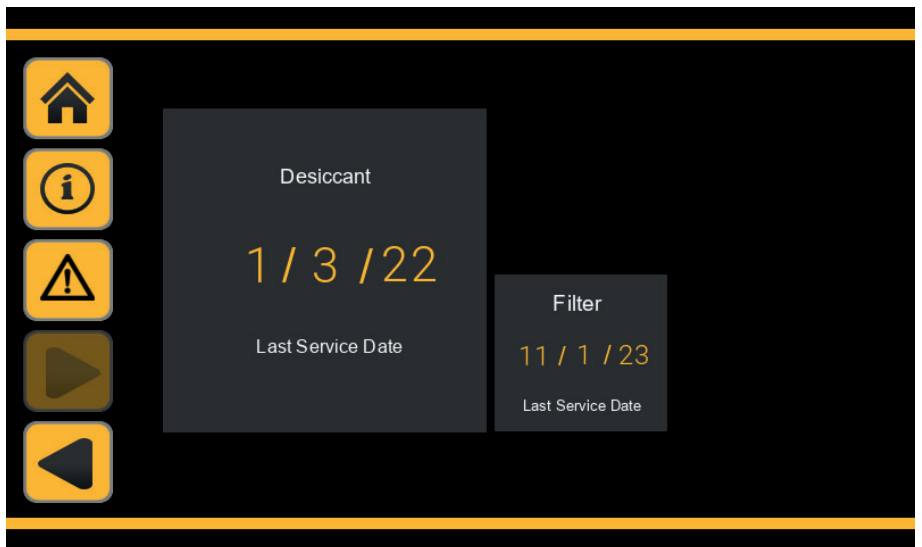 Desiccant
1 / 3 / 22
Last Service Date
Filter
11 / 1 / 23
Last Service Date